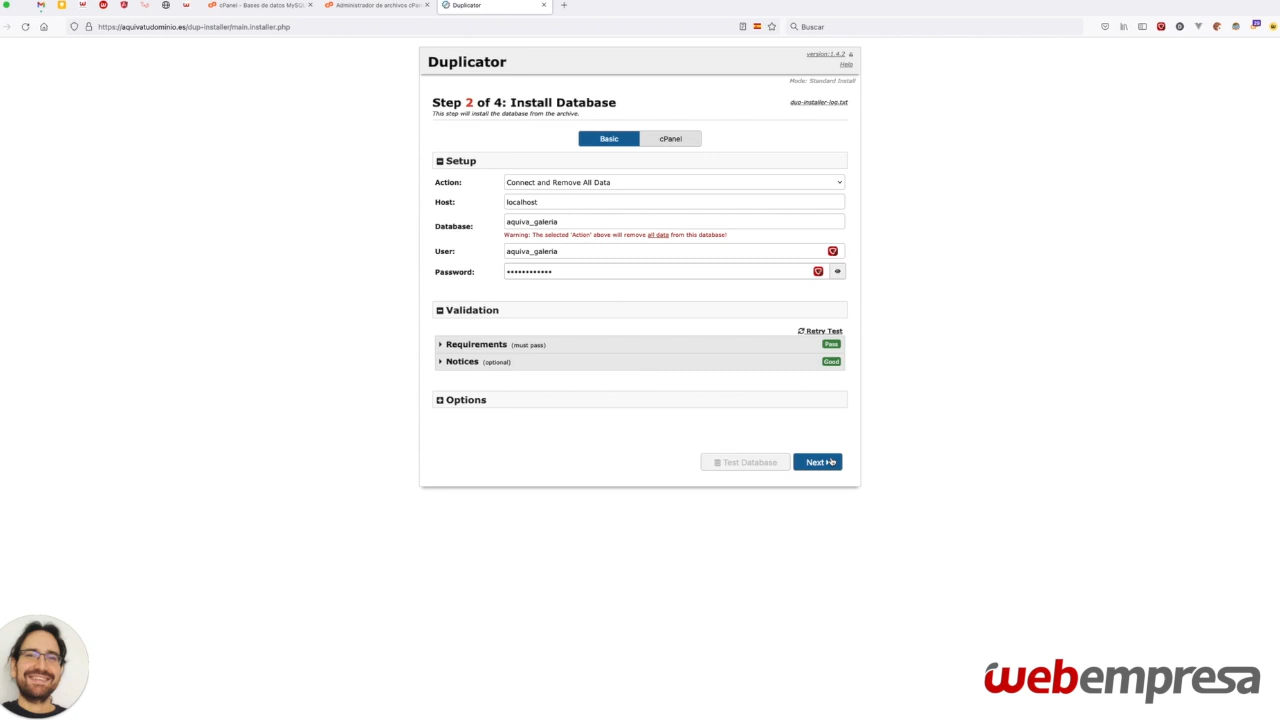 cPanel - Bases de datos MySQL
Administrador de archivos cPan
Duplicator
https://aquivatudominio.es/dup-installer/main.installer.php
Buscar
Duplicator
version:1.4.2
Help
Mode: Standard Install
Step 2 of 4: Install Database
dup-installer-log.txt
This step will install the database from the archive.
Basic
cPanel
Setup
Action:
Connect and Remove All Data
Host:
localhost
Database:
aquiva_galeria
Warning: The selected 'Action' above will remove all data from this database!
User:
aquiva_galeria
Password:
••••••••••••
Validation
Retry Test
Requirements (must pass)
Pass
Notices (optional)
Good
Options
Test Database
Next
webempresa